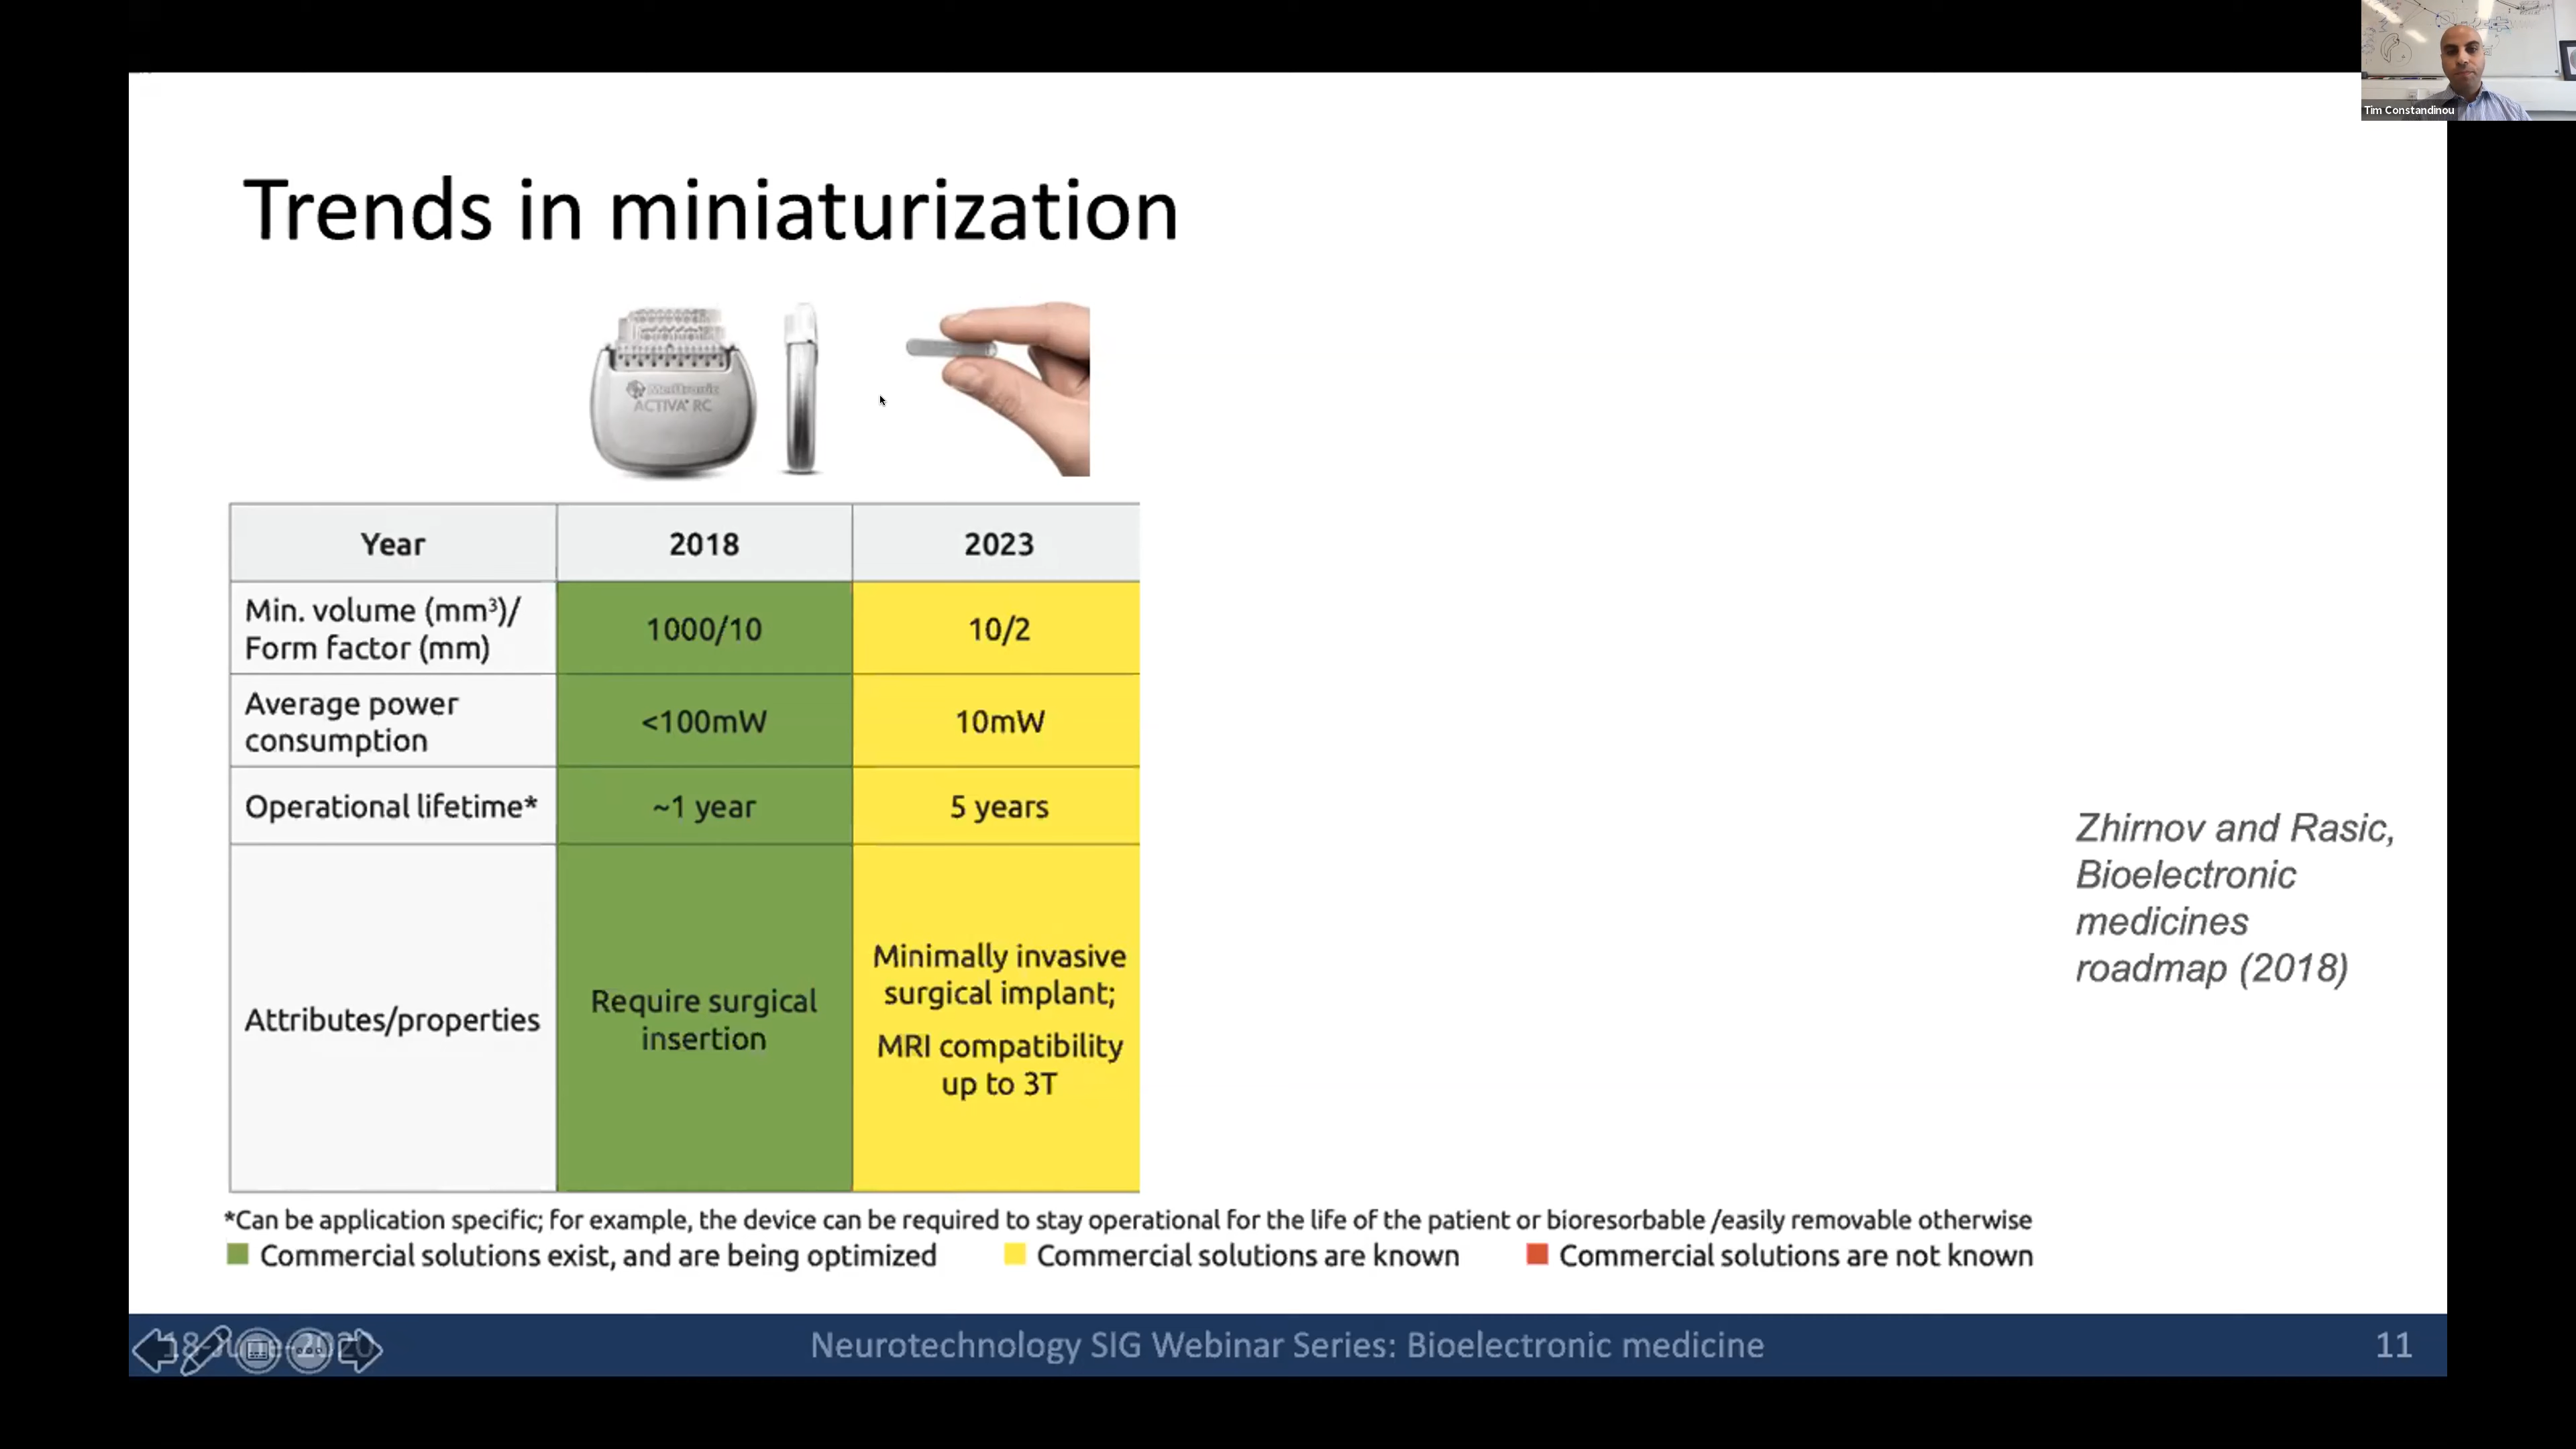 Tim Constandinou
Trends in miniaturization
Medtronic
ACTIVA® RC
Year
2018
2023
Min. volume (mm³)/
Form factor (mm)
1000/10
10/2
Average power
consumption
<100mW
10mW
Operational lifetime*
~1 year
5 years
Attributes/properties
Require surgical
insertion
Minimally invasive
surgical implant;
MRI compatibility
up to 3T
Zhirnov and Rasic,
Bioelectronic
medicines
roadmap (2018)
*Can be application specific; for example, the device can be required to stay operational for the life of the patient or bioresorbable /easily removable otherwise
Commercial solutions exist, and are being optimized
Commercial solutions are known
Commercial solutions are not known
18-June-2020
Neurotechnology SIG Webinar Series: Bioelectronic medicine
11